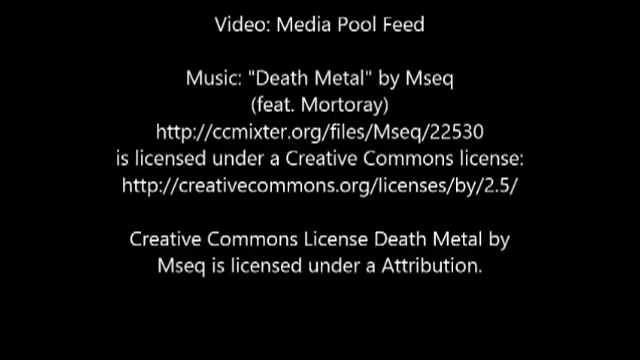 Video: Media Pool Feed
Music: "Death Metal" by Mseq
(feat. Mortoray)
http://ccmixter.org/files/Mseq/22530
is licensed under a Creative Commons license:
http://creativecommons.org/licenses/by/2.5/
Creative Commons License Death Metal by
Mseq is licensed under a Attribution.